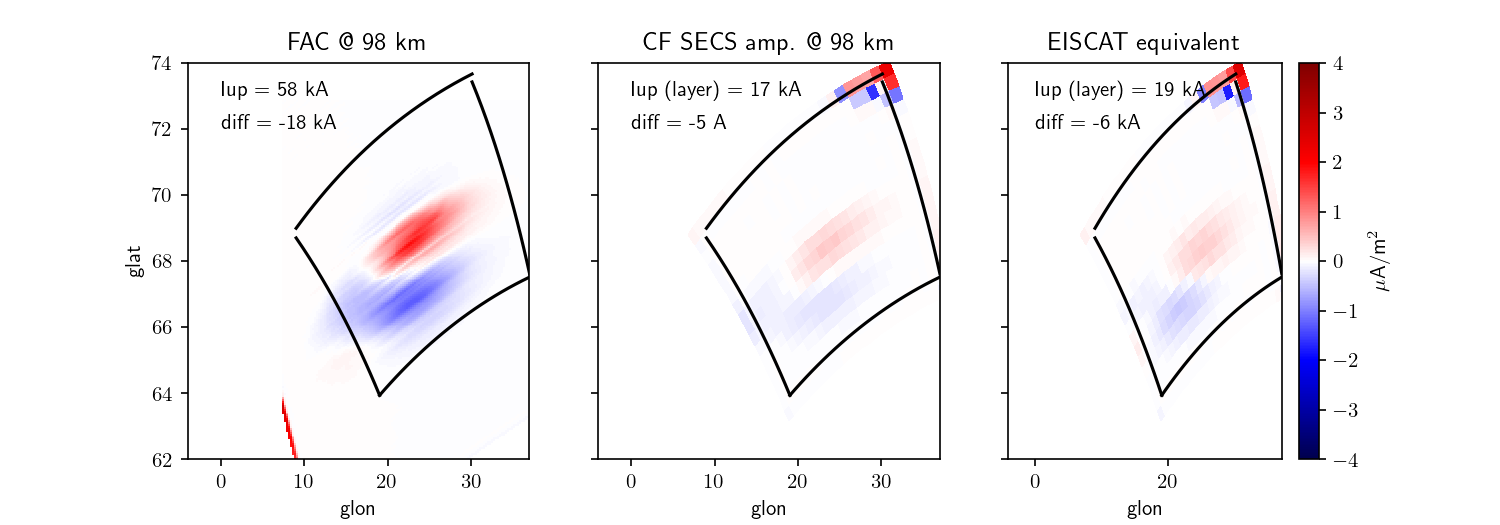 FAC @ 98 km
CF SECS amp. @ 98 km
EISCAT equivalent
Iup = 58 kA
diff = -18 kA
Iup (layer) = 17 kA
diff = -5 A
Iup (layer) = 19 kA
diff = -6 kA
74
72
70
68
66
64
62
glat
0
10
20
30
glon
0
10
20
30
glon
0
20
glon
4
3
2
1
0
−1
−2
−3
−4
μA/m²